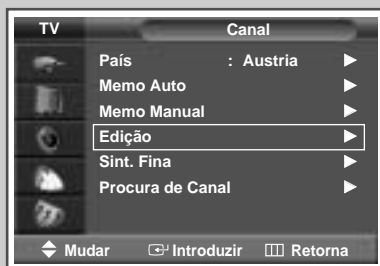 TV Canal
País : Austria
Memo Auto
Memo Manual
Edição
Sint. Fina
Procura de Canal
Mudar Introduzir Retorna